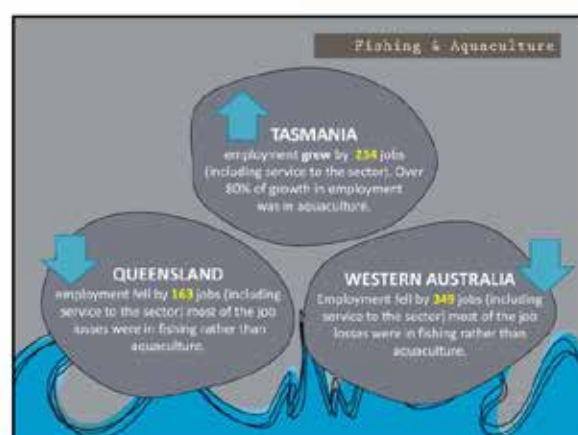 Fishing & Aquaculture
TASMANIA
employment grew by 234 jobs
(including service to the sector). Over
80% of growth in employment
was in aquaculture.
QUEENSLAND
employment fell by 163 jobs (including
service to the sector) most of the job
losses were in fishing rather than
aquaculture.
WESTERN AUSTRALIA
Employment fell by 349 jobs (including
service to the sector) most of the job
losses were in fishing rather than
aquaculture.